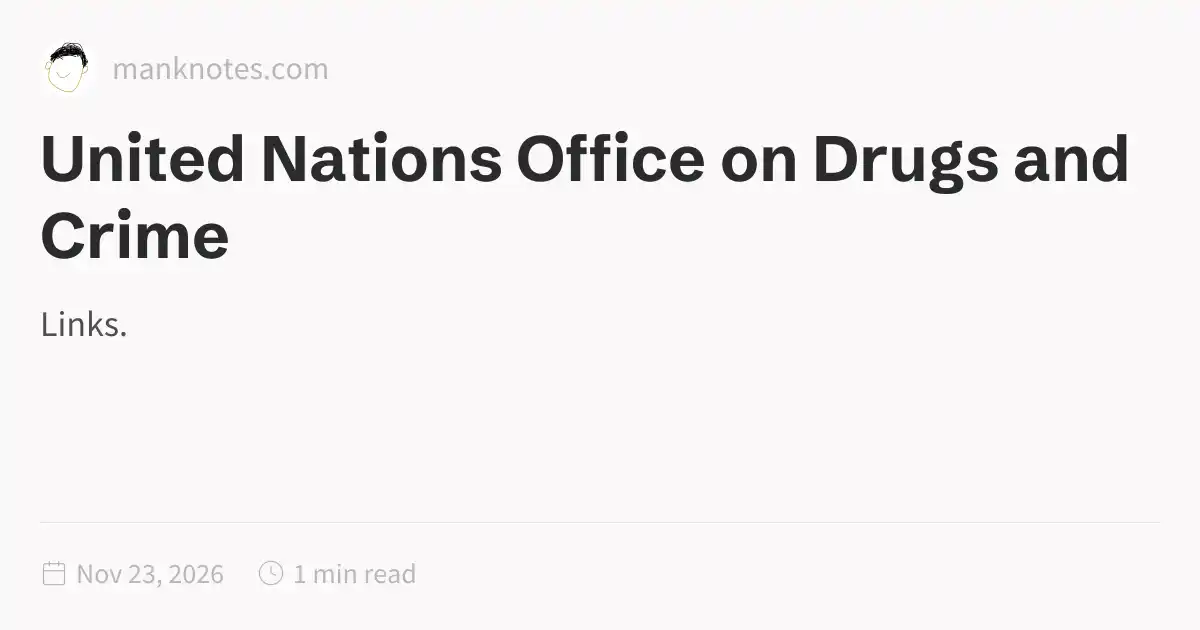 manknotes.com
United Nations Office on Drugs and
Crime
Links.
Nov 23, 2026 1 min read